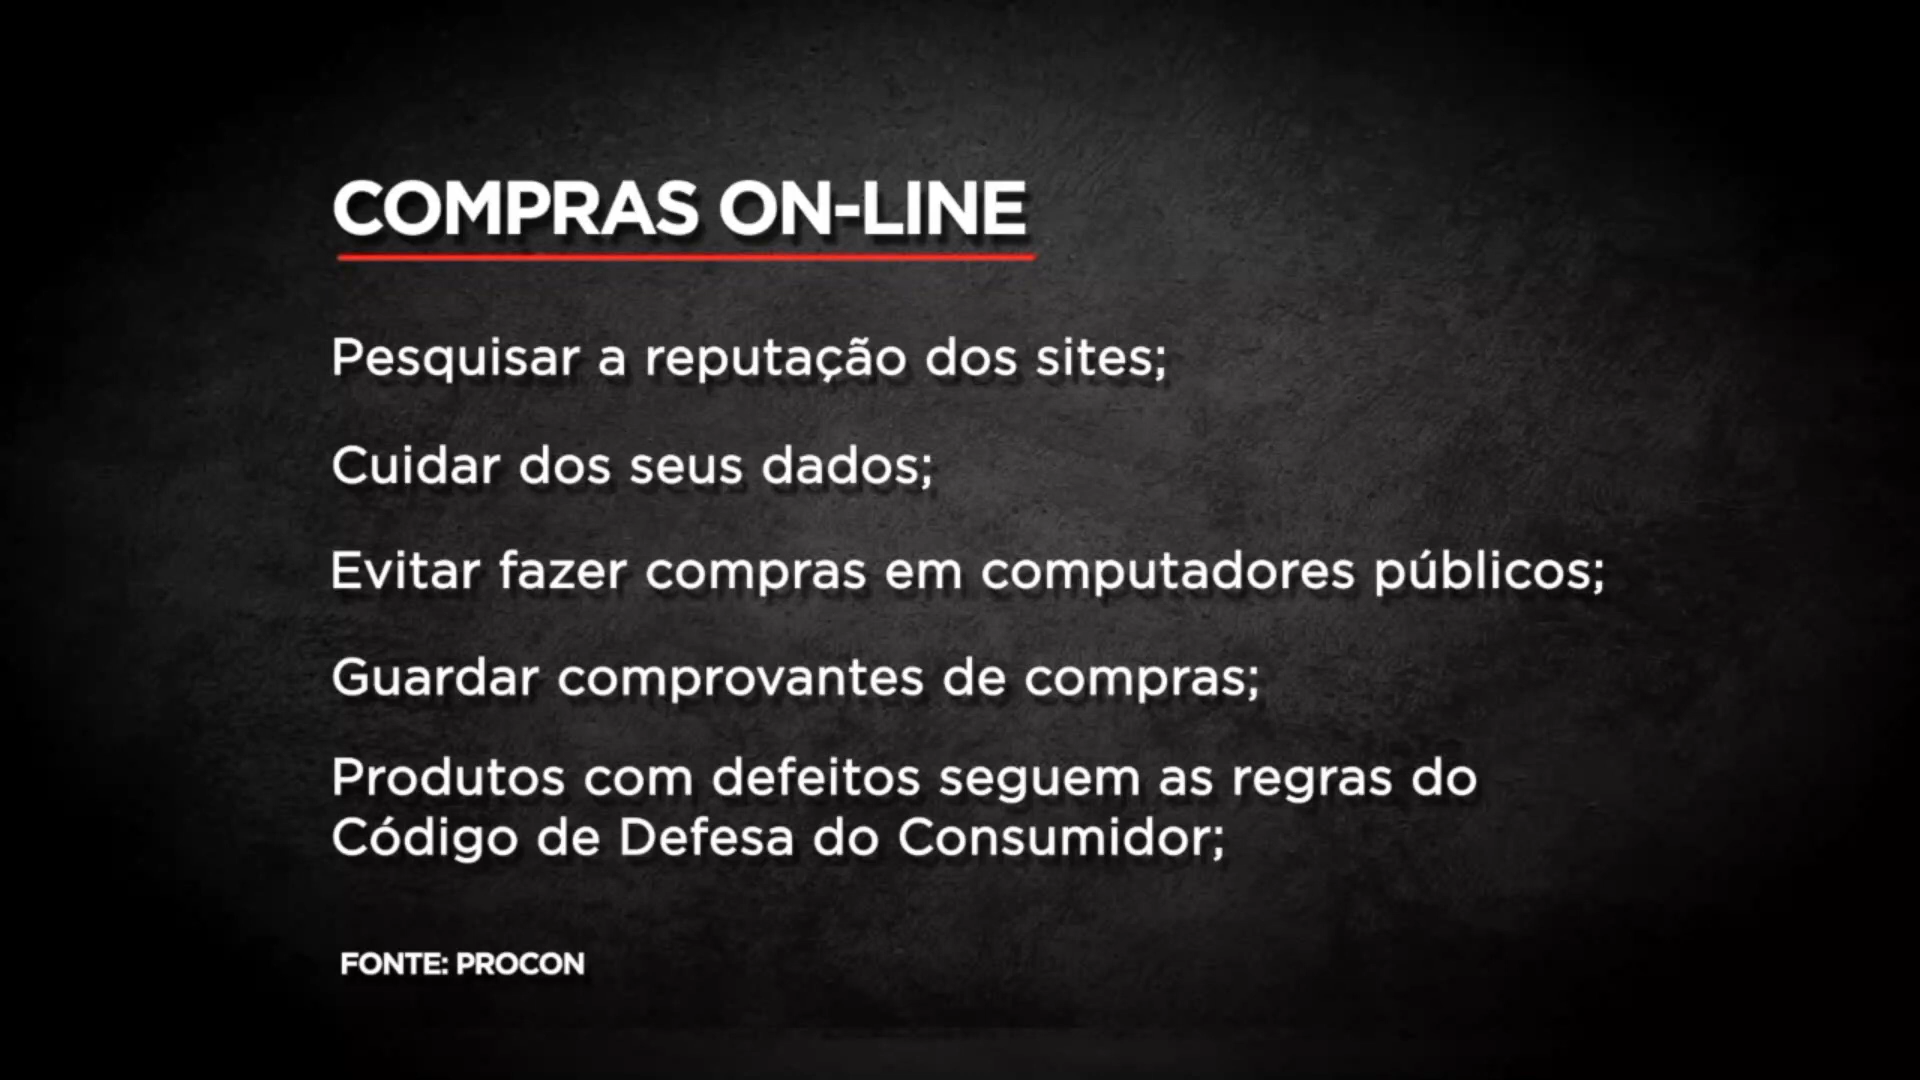 COMPRAS ON-LINE
Pesquisar a reputação dos sites;
Cuidar dos seus dados;
Evitar fazer compras em computadores públicos;
Guardar comprovantes de compras;
Produtos com defeitos seguem as regras do
Código de Defesa do Consumidor;
FONTE: PROCON